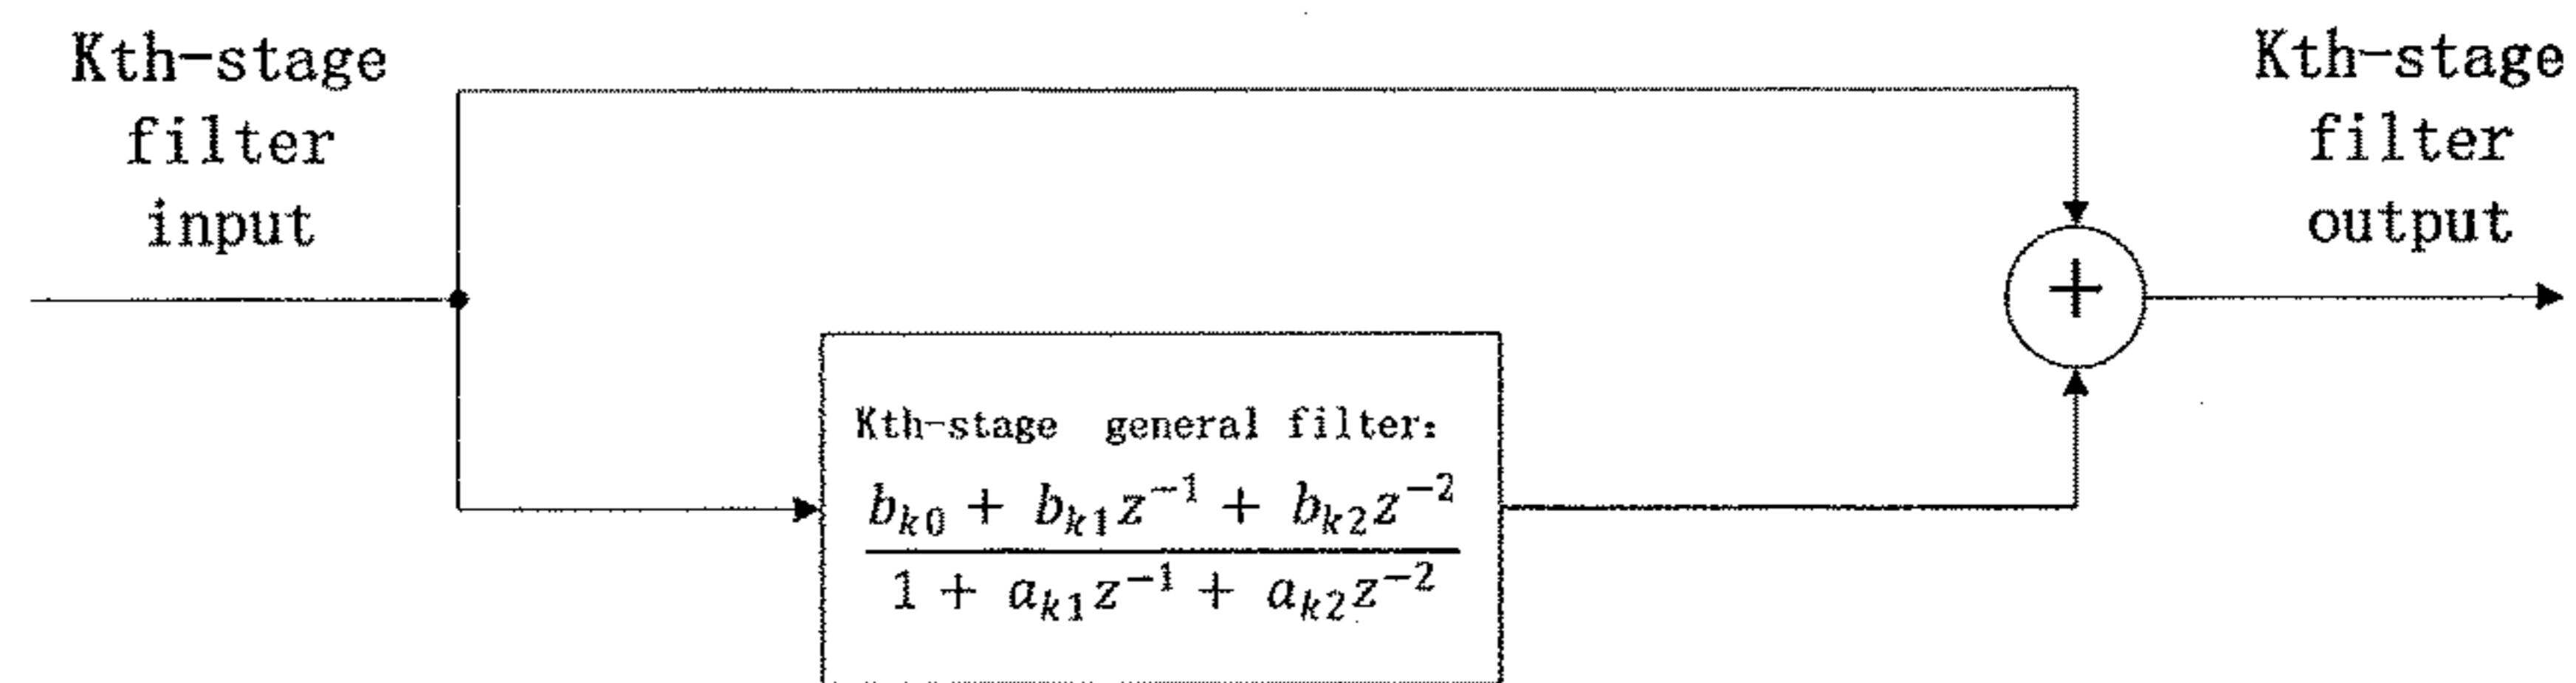 Kth-stage
filter
input
Kth-stage
filter
output
+
Kth-stage general filter:
b_{k0} + b_{k1}z^{-1} + b_{k2}z^{-2}
1 + a_{k1}z^{-1} + a_{k2}z^{-2}